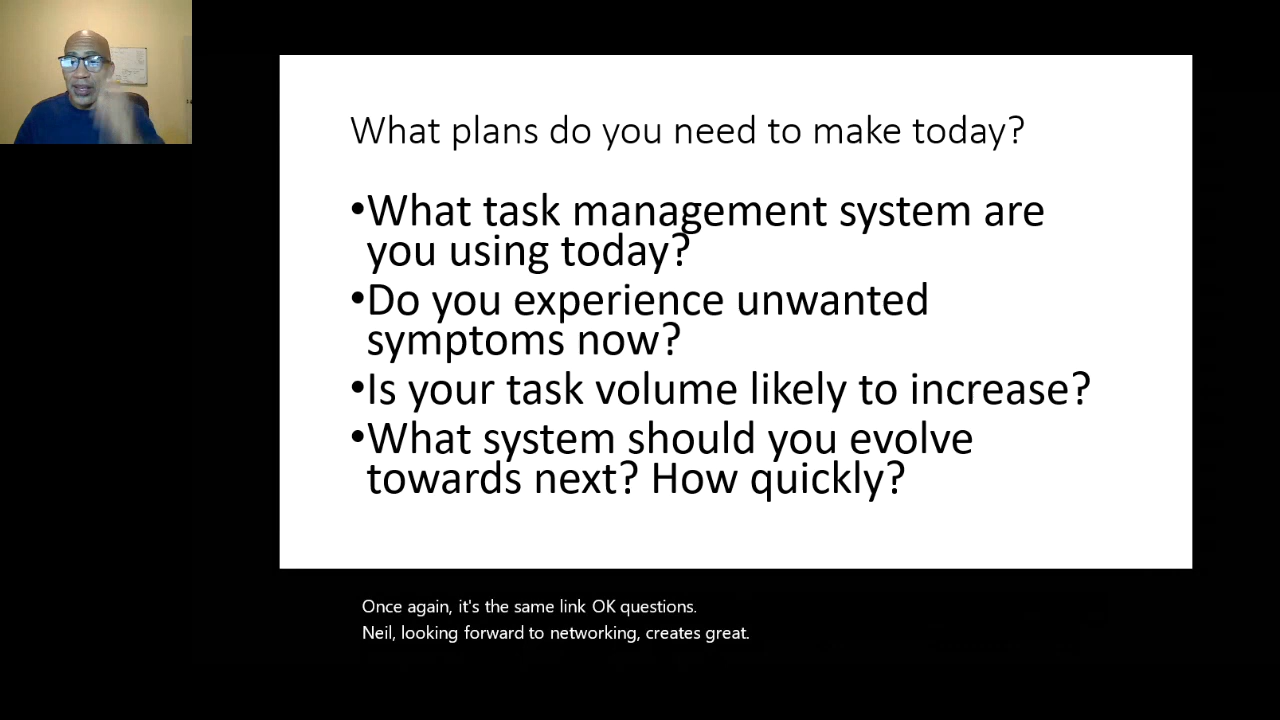 What plans do you need to make today?
•What task management system are
you using today?
•Do you experience unwanted
symptoms now?
•Is your task volume likely to increase?
•What system should you evolve
towards next? How quickly?
Once again, it's the same link OK questions.
Neil, looking forward to networking, creates great.